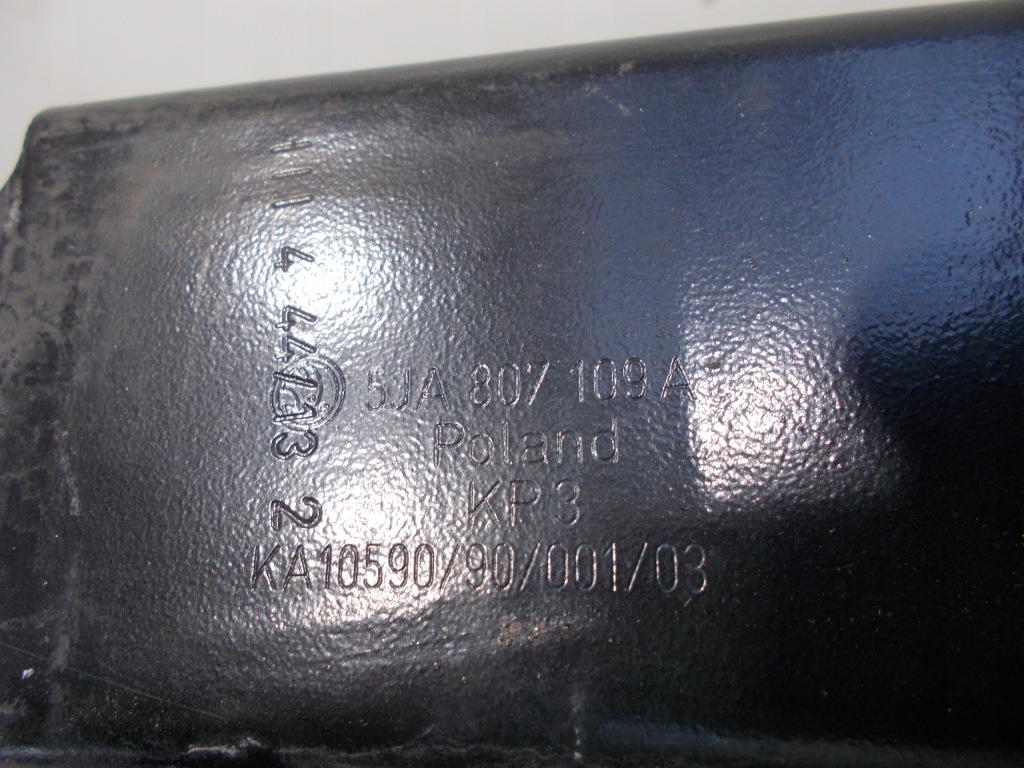 5JA 807 109 A
Poland
KP 3
KA10590/90/001/03